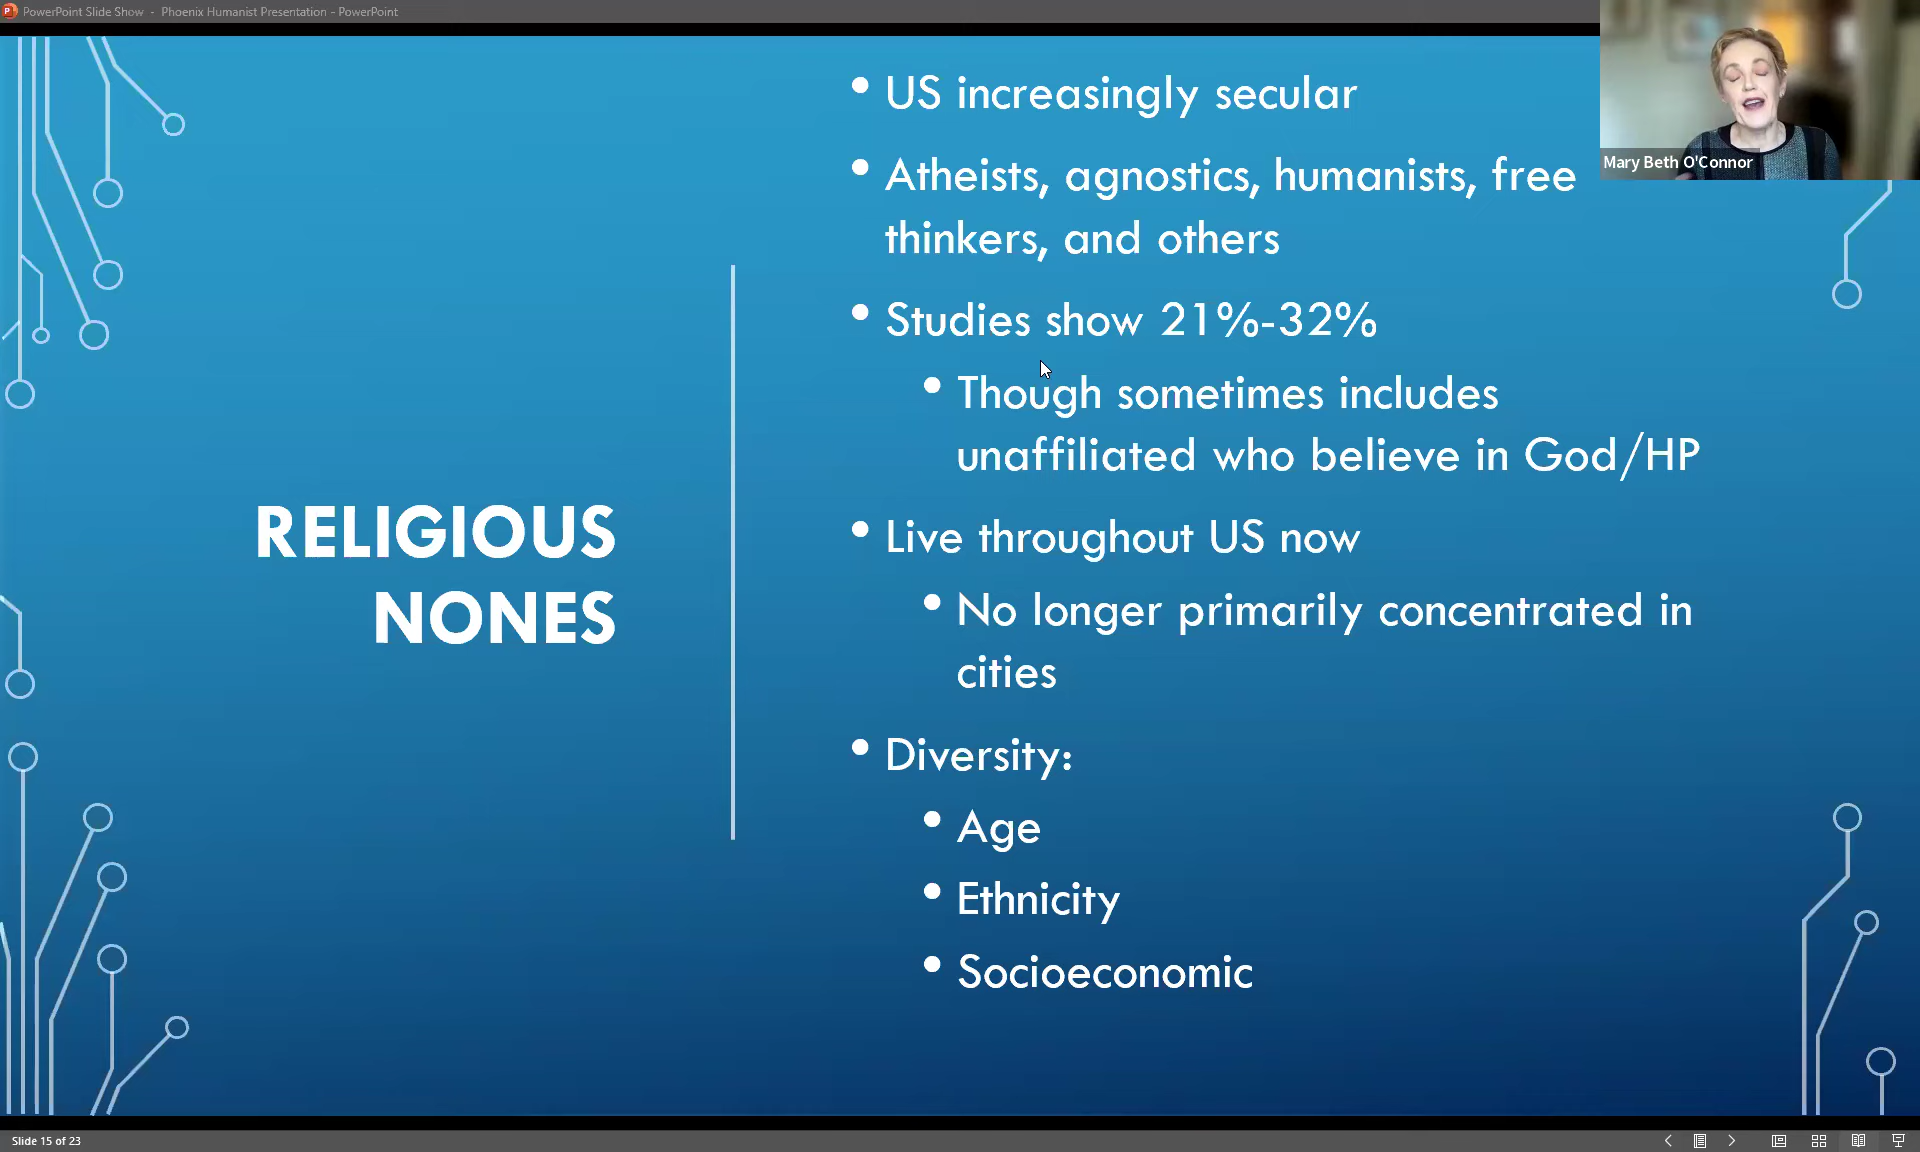 PowerPoint Slide Show - Phoenix Humanist Presentation - PowerPoint
Mary Beth O'Connor
RELIGIOUS
NONES
• US increasingly secular
• Atheists, agnostics, humanists, free
thinkers, and others
• Studies show 21%-32%
• Though sometimes includes
unaffiliated who believe in God/HP
• Live throughout US now
• No longer primarily concentrated in
cities
• Diversity:
• Age
• Ethnicity
• Socioeconomic
Slide 15 of 23